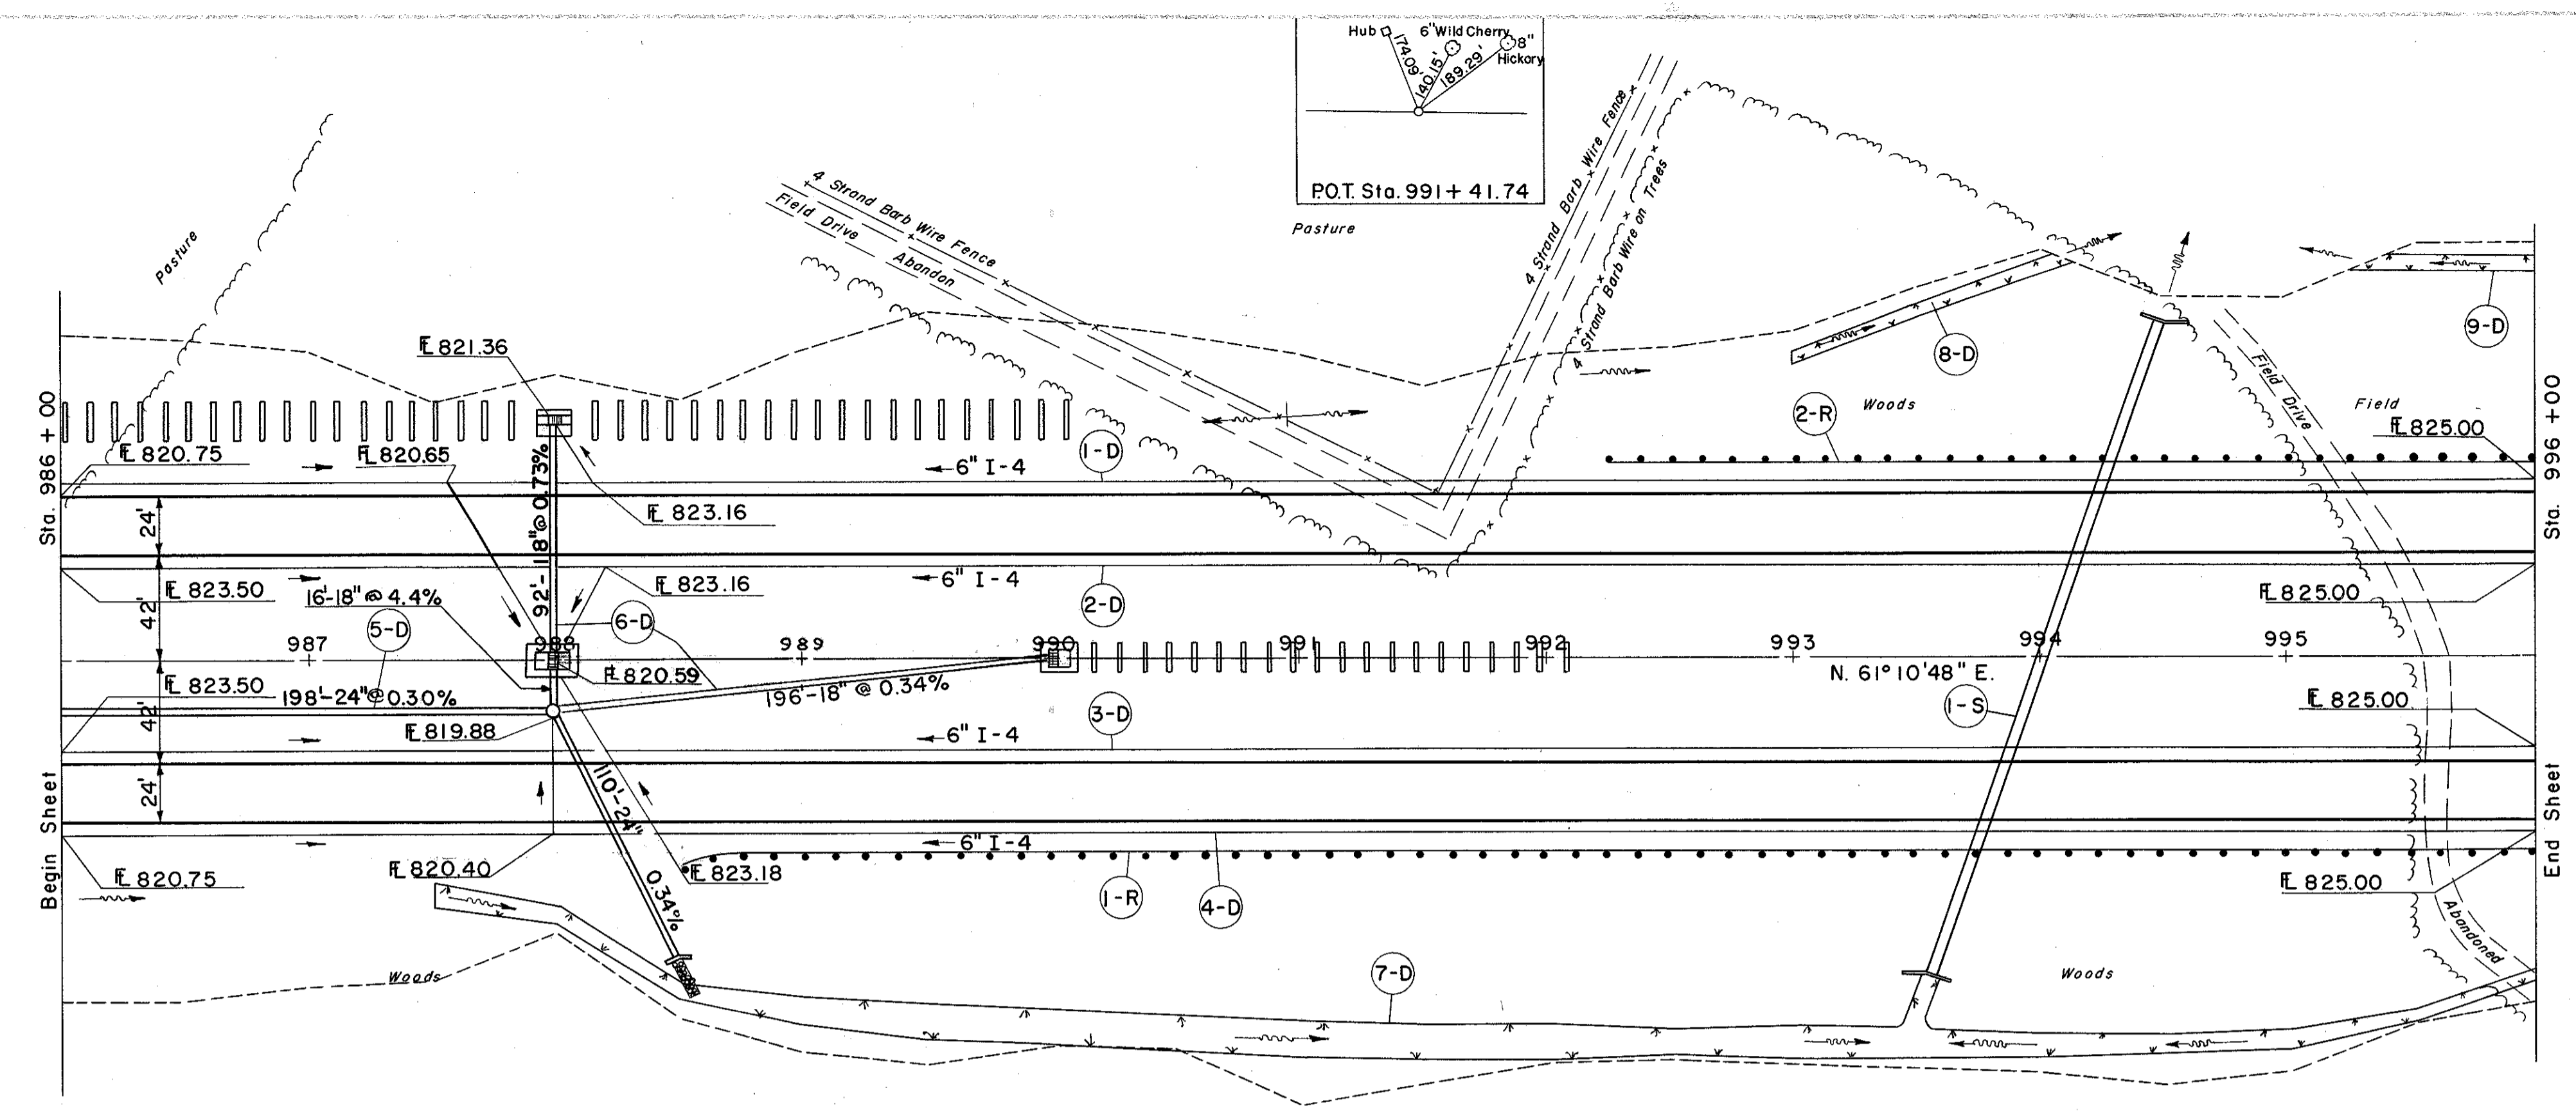 Hub
6" Wild Cherry
8"
Hickory
174.09'
140.15'
189.29'
P.O.T. Sta. 991+ 41.74
Pasture
Pasture
4 Strand Barb Wire Fence
Field Drive
Abandon
4 Strand Barb Wire Fence
4 Strand Barb Wire on Trees
9-D
8-D
Field Drive
Field
Woods
2-R
FL 821.36
FL 825.00
Sta. 986 + 00
Sta. 996 + 00
FL 820.75
FL 820.65
92'-18" @ 0.73%
6" I-4
1-D
FL 823.16
24'
FL 823.50
16'-18" @ 4.4%
FL 823.16
6" I-4
2-D
FL 825.00
42'
5-D
6-D
987
988
989
990
991
992
993
994
995
N. 61° 10' 48" E.
FL 820.59
FL 823.50
198'-24" @ 0.30%
196'-18" @ 0.34%
42'
3-D
1-S
FL 825.00
FL 819.88
6" I-4
24'
110'-24"
0.34%
6" I-4
FL 820.40
FL 823.18
FL 820.75
1-R
4-D
FL 825.00
Begin Sheet
End Sheet
Abandoned
Woods
7-D
Woods